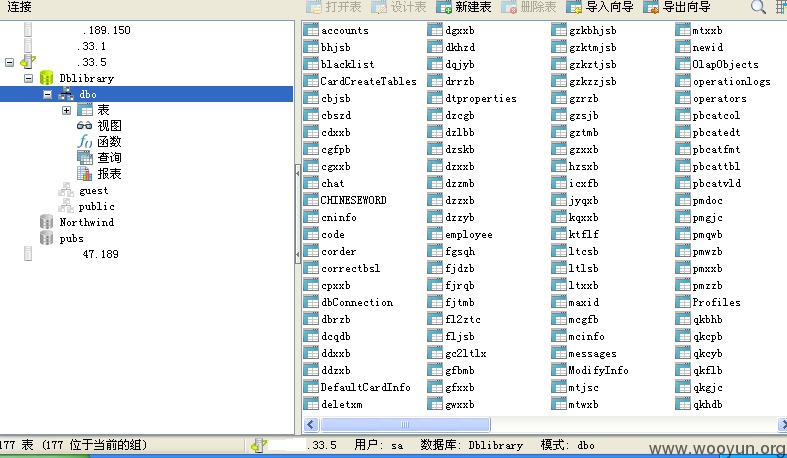 连接
打开表 设计表 新建表 删除表 导入向导 导出向导
.189.150
.33.1
.33.5
Dblibrary
dbo
表
视图
函数
查询
报表
guest
public
Northwind
pubs
47.189
accounts
bhjsb
blacklist
CardCreateTables
cbjsb
cbszd
cdxxb
cgfpb
cgxxb
chat
CHINESEWORD
cninfo
code
corder
correctbsl
cpxxb
dbConnection
dbrzb
dcqdb
ddxxb
ddzxb
DefaultCardInfo
deletxm
dgxxb
dkhzd
dqjyb
drrzb
dtproperties
dzcgb
dzlbb
dzskb
dzxxb
dzzmb
dzzxb
dzzyb
employee
fgsqh
fjdzb
fjrqb
fjtmb
fl2ztc
fljsb
gc2ltlx
gfbmb
gfxxb
gwxxb
gzkbhjsb
gzktmjsb
gzkztjsb
gzkzzjsb
gzrzb
gzsjb
gztmb
gzxxb
hzsxb
icxfb
jyqxb
kqxxb
ktflf
ltcsb
ltlsb
ltxxb
maxid
mcgfb
mcinfo
messages
ModifyInfo
mtjsc
mtwxb
mtxxb
newid
OlapObjects
operationlogs
operators
pbcatcol
pbcatedt
pbcatfmt
pbcattbl
pbcatvld
pmdoc
pmgjc
pmqwb
pmwzb
pmxxb
pmzzb
Profiles
qkbhb
qkcpb
qkcyb
qkflb
qkgjc
qkhdb
177 表 (177 位于当前的组) .33.5 用户: sa 数据库: Dblibrary 模式: dbo
www.wooyun.org